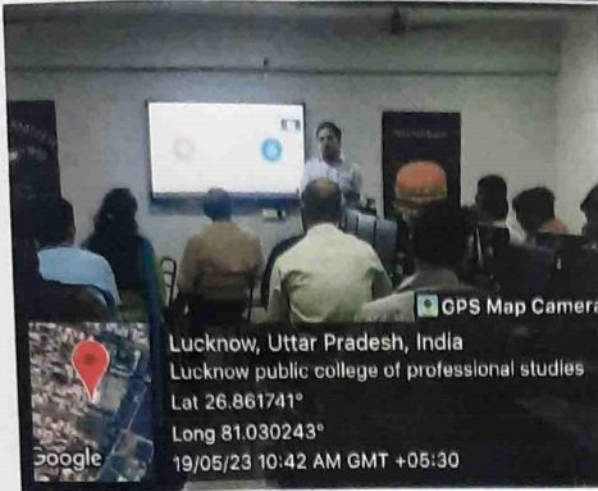 GPS Map Camera
Lucknow, Uttar Pradesh, India
Lucknow public college of professional studies
Lat 26.861741°
Long 81.030243°
19/05/23 10:42 AM GMT +05:30
Google